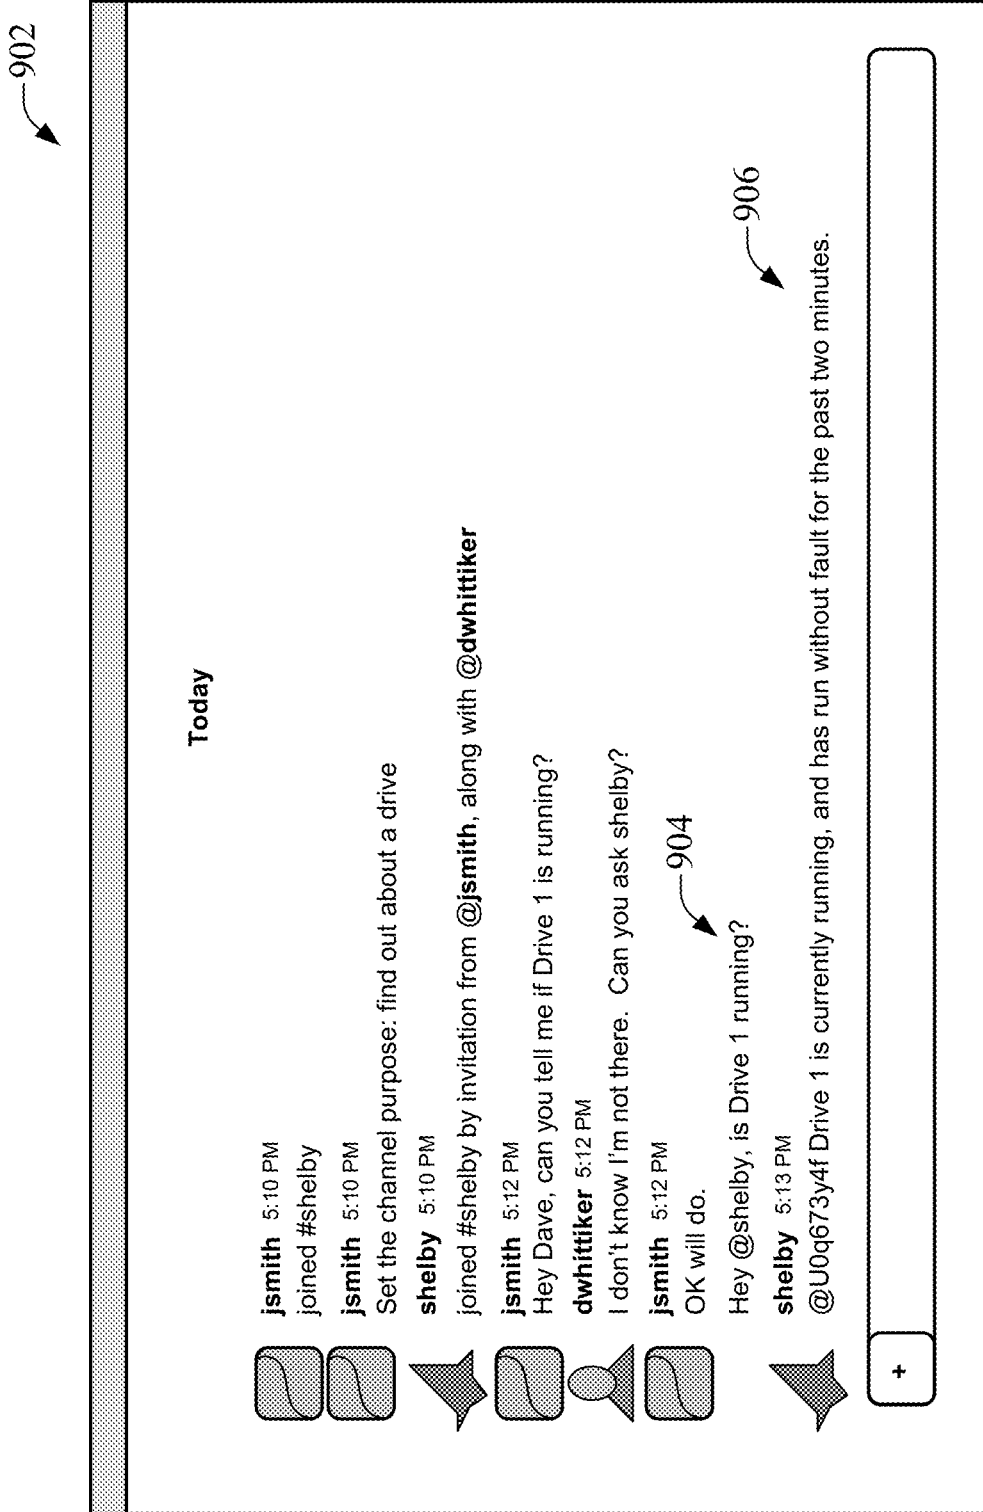 902
Today
jsmith 5:10 PM
joined #shelby
jsmith 5:10 PM
Set the channel purpose: find out about a drive
shelby 5:10 PM
joined #shelby by invitation from @jsmith, along with @dwhittiker
jsmith 5:12 PM
Hey Dave, can you tell me if Drive 1 is running?
dwhittiker 5:12 PM
I don't know I'm not there. Can you ask shelby?
jsmith 5:12 PM
OK will do.
904
Hey @shelby, is Drive 1 running?
shelby 5:13 PM
906
@U0q673y4f Drive 1 is currently running, and has run without fault for the past two minutes.
+